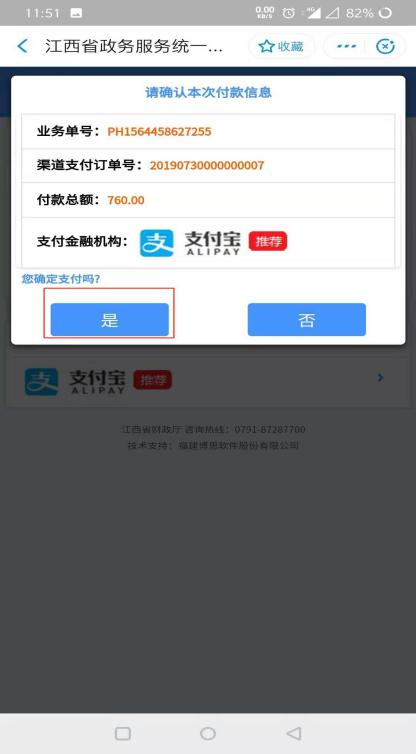 11:51 0.00 KB/S 4G 82%
江西省政务服务统一... 收藏
请确认本次付款信息
业务单号：PH1564458627255
渠道支付订单号：20190730000000007
付款总额：760.00
支付金融机构： 支 支付宝 ALIPAY 推荐
您确定支付吗？
是 否
支 支付宝 ALIPAY 推荐
江西省财政厅 咨询热线：0791-87287700
技术支持：福建博思软件股份有限公司